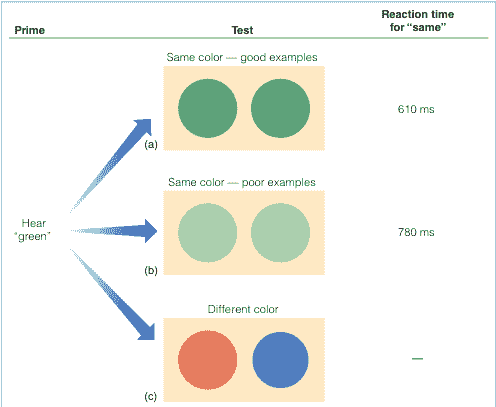 Prime
Test
Reaction time
for “same”
Same color — good examples
(a)
610 ms
Hear
“green”
Same color — poor examples
(b)
780 ms
Different color
(c)
—